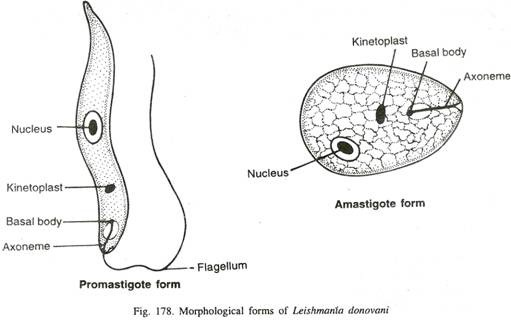 Nucleus
Kinetoplast
Basal body
Axoneme
Flagellum
Promastigote form
Kinetoplast
Basal body
Axoneme
Nucleus
Amastigote form
Fig. 178. Morphological forms of Leishmania donovani